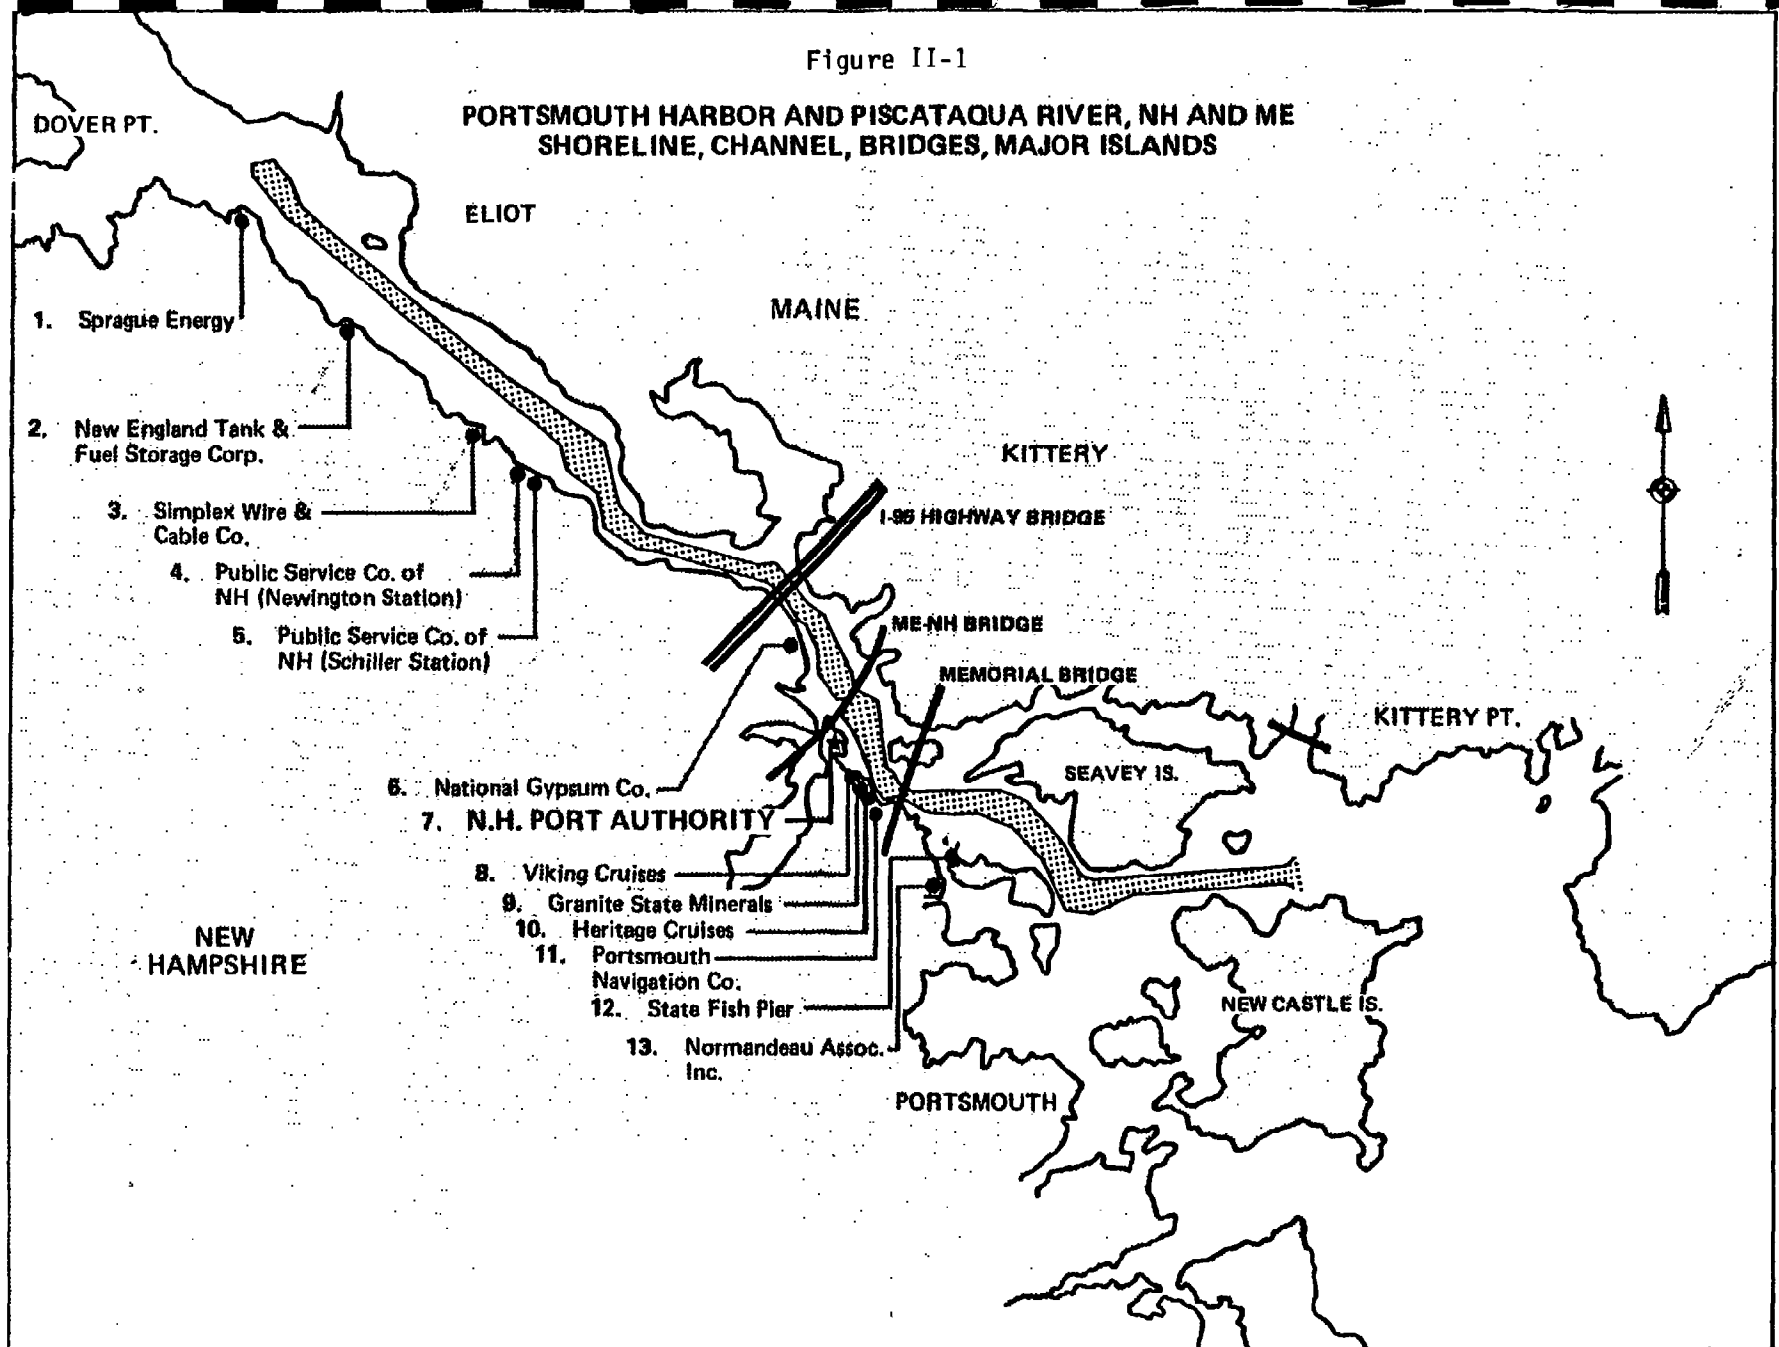 Figure II-1
PORTSMOUTH HARBOR AND PISCATAQUA RIVER, NH AND ME
SHORELINE, CHANNEL, BRIDGES, MAJOR ISLANDS
DOVER PT.
ELIOT
MAINE
1. Sprague Energy
2. New England Tank &
Fuel Storage Corp.
KITTERY
3. Simplex Wire &
Cable Co.
I-95 HIGHWAY BRIDGE
4. Public Service Co. of
NH (Newington Station)
5. Public Service Co. of
NH (Schiller Station)
ME-NH BRIDGE
MEMORIAL BRIDGE
KITTERY PT.
SEAVEY IS.
6. National Gypsum Co.
7. N.H. PORT AUTHORITY
8. Viking Cruises
9. Granite State Minerals
10. Heritage Cruises
11. Portsmouth
Navigation Co.
12. State Fish Pier
13. Normandeau Assoc.
Inc.
NEW
HAMPSHIRE
NEW CASTLE IS.
PORTSMOUTH